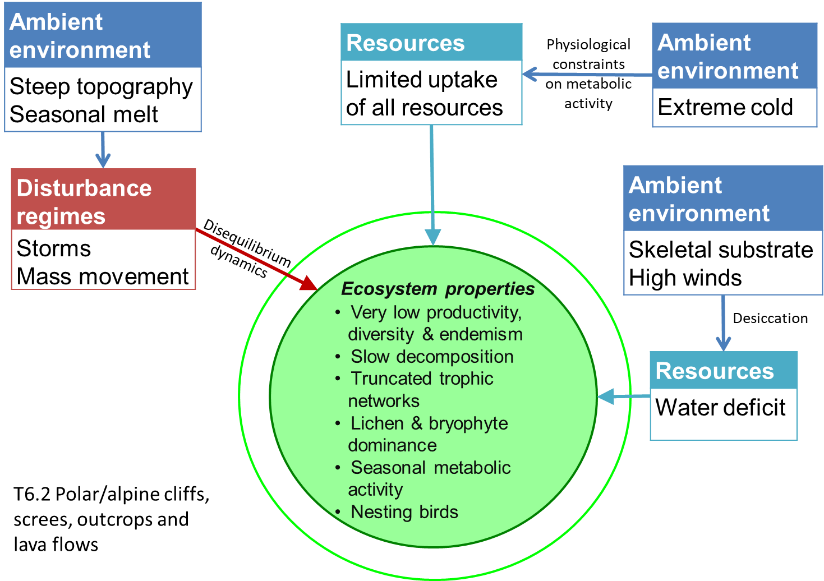 Ambient
environment
Steep topography
Seasonal melt
Resources
Limited uptake
of all resources
Physiological
constraints
on metabolic
activity
Ambient
environment
Extreme cold
Disturbance
regimes
Storms
Mass movement
Disequilibrium
dynamics
Ambient
environment
Skeletal substrate
High winds
Desiccation
Resources
Water deficit
Ecosystem properties
• Very low productivity,
diversity & endemism
• Slow decomposition
• Truncated trophic
networks
• Lichen & bryophyte
dominance
• Seasonal metabolic
activity
• Nesting birds
T6.2 Polar/alpine cliffs,
screes, outcrops and
lava flows